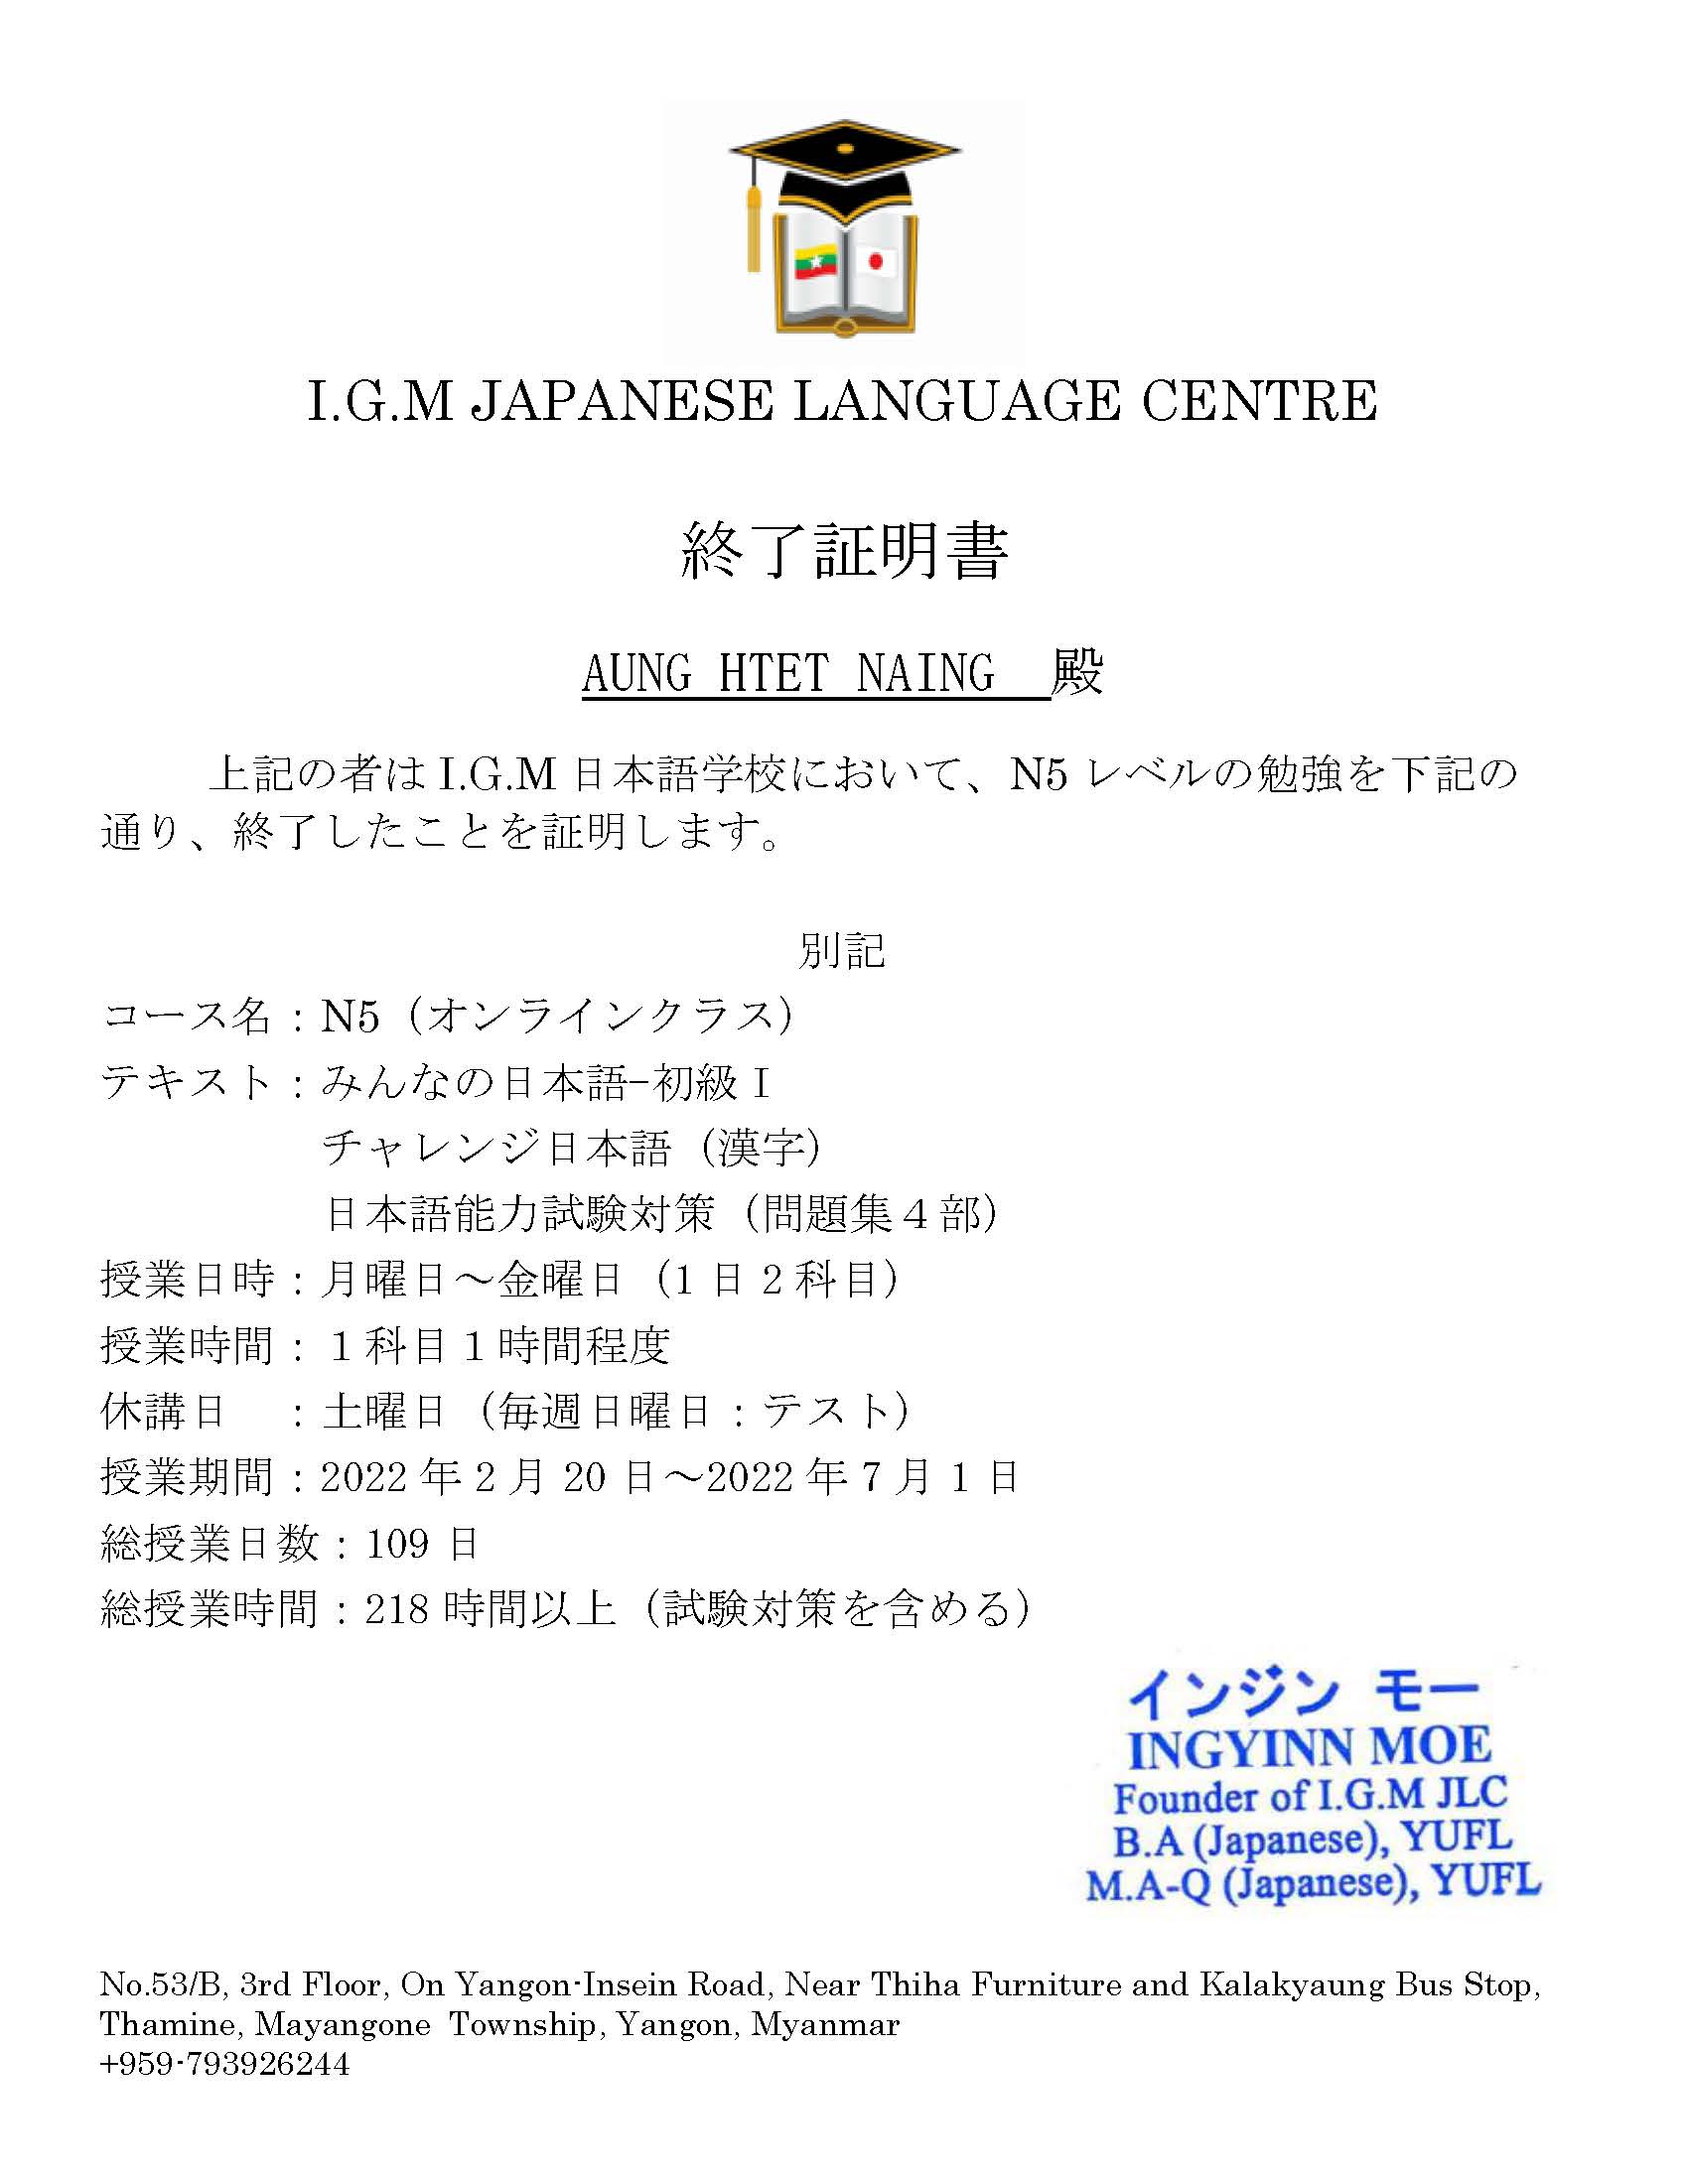 I.G.M JAPANESE LANGUAGE CENTRE
終了証明書
AUNG HTET NAING 殿
上記の者は I.G.M 日本語学校において、N5 レベルの勉強を下記の
通り、終了したことを証明します。
別記
コース名：N5（オンラインクラス）
テキスト：みんなの日本語−初級 I
チャレンジ日本語（漢字）
日本語能力試験対策（問題集４部）
授業日時：月曜日～金曜日（1 日 2 科目）
授業時間：１科目１時間程度
休講日　：土曜日（毎週日曜日：テスト）
授業期間：2022 年 2 月 20 日～2022 年 7 月 1 日
総授業日数：109 日
総授業時間：218 時間以上（試験対策を含める）
インジン モー
INGYINN MOE
Founder of I.G.M JLC
B.A (Japanese), YUFL
M.A-Q (Japanese), YUFL
No.53/B, 3rd Floor, On Yangon-Insein Road, Near Thiha Furniture and Kalakyaung Bus Stop,
Thamine, Mayangone Township, Yangon, Myanmar
+959-793926244